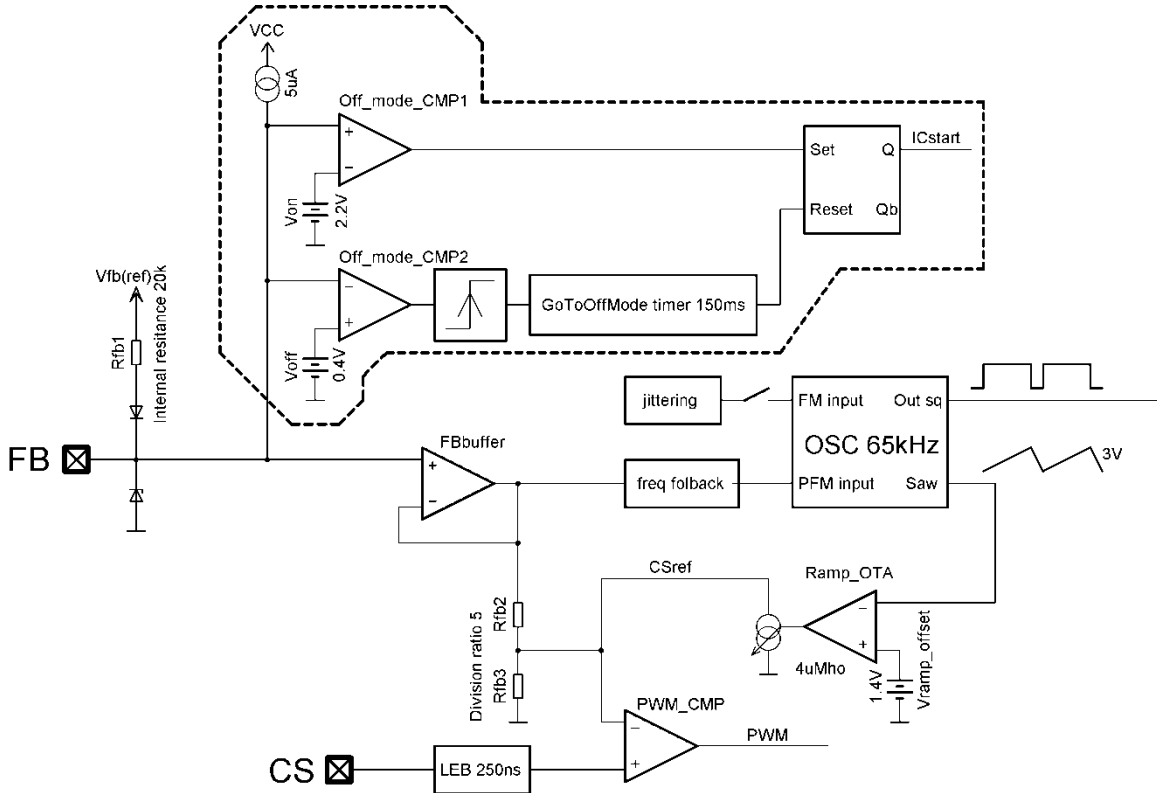 VCC
5uA
Off_mode_CMP1
+
−
Von
2.2V
Set
Q
ICstart
Reset
Qb
Off_mode_CMP2
−
+
Voff
0.4V
GoToOffMode timer 150ms
Vfb(ref)
Rfb1
Internal resitance 20k
jittering
FM input
Out sq
OSC 65kHz
3V
FB
FBbuffer
+
−
freq folback
PFM input
Saw
CSref
Ramp_OTA
−
+
4uMho
1.4V
Vramp_offset
Rfb2
Division ratio 5
Rfb3
PWM_CMP
−
+
PWM
CS
LEB 250ns